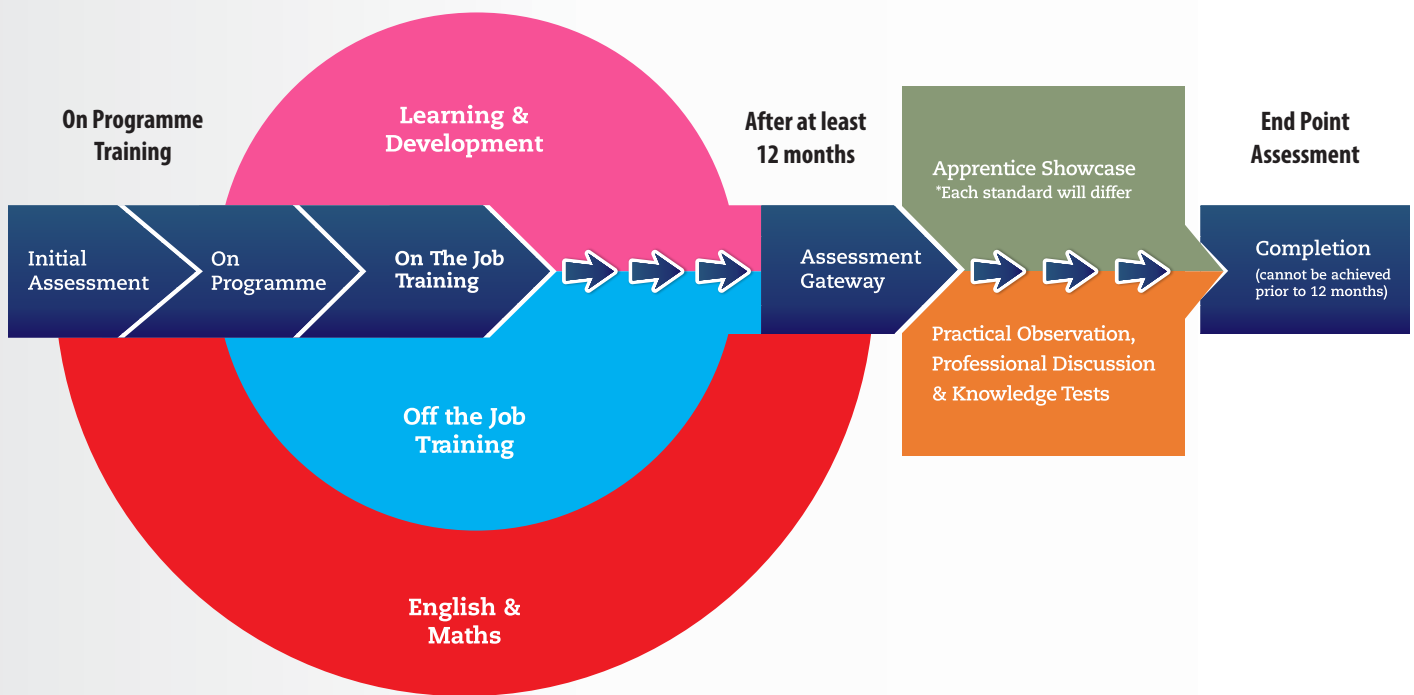 On Programme
Training
Learning &
Development
After at least
12 months
Apprentice Showcase
*Each standard will differ
End Point
Assessment
Initial
Assessment
On
Programme
On The Job
Training
Assessment
Gateway
Completion
(cannot be achieved
prior to 12 months)
Practical Observation,
Professional Discussion
& Knowledge Tests
Off the Job
Training
English &
Maths